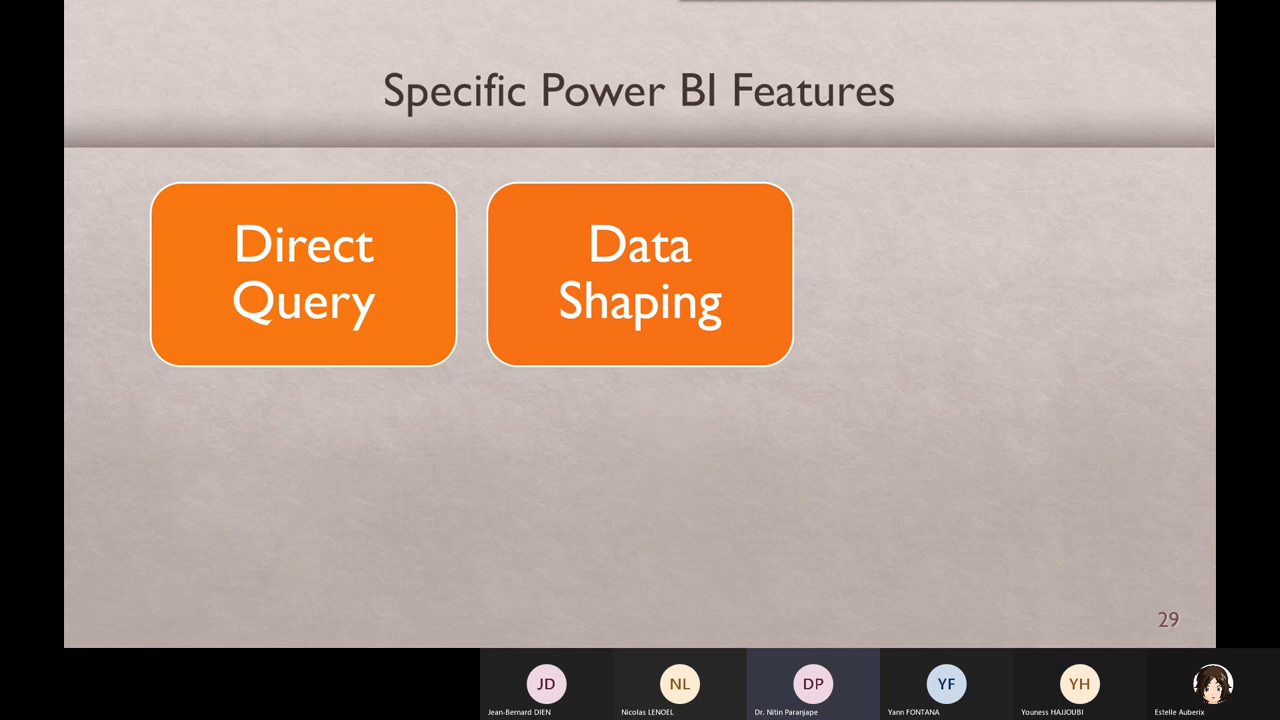 Specific Power BI Features
Direct
Query
Data
Shaping
29
JD
NL
DP
YF
YH
Jean-Bernard DIEN
Nicolas LENOEL
Dr. Nitin Paranjape
Yann FONTANA
Youness HAJJOUBI
Estelle Auberix